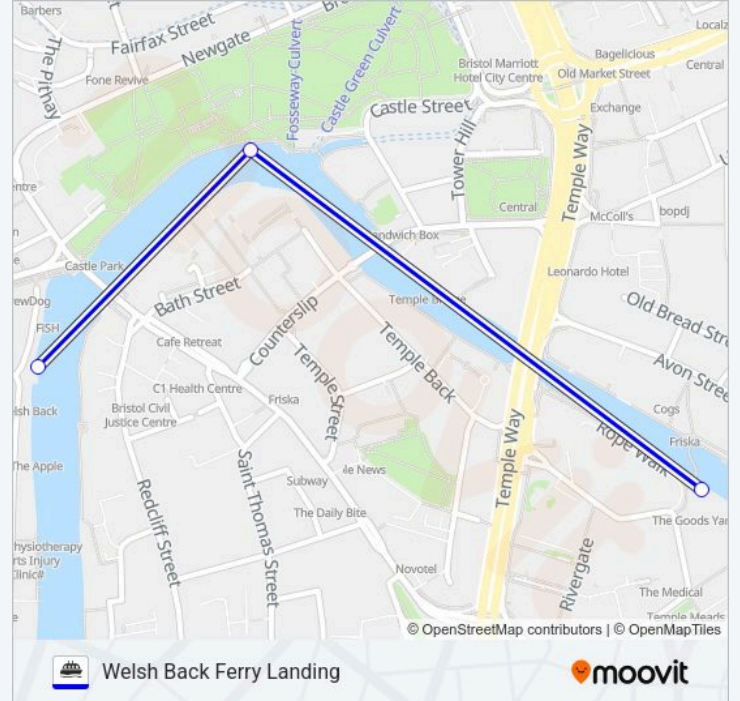 Barbers
Fairfax Street
Newgate
The Pithay
Fone Revive
Fosseway Culvert
Castle Green Culvert
Bristol Marriott
Hotel City Centre
Bagelicious
Old Market Street
Central
Castle Street
Exchange
Tower Hill
Temple Way
Central
McColl's
bopdj
Castle Park
Leonardo Hotel
Bath Street
FiSH
Old Bread
Cafe Retreat
Counterslip
Temple Back
Avon
C1 Health Centre
Temple Street
Friska
Cogs
Bristol Civil
Justice Centre
Friska
Rope Walk
Temple Way
The Apple
Saint Thomas Street
Redcliff Street
Subway
The Daily Bite
The Goods
Novotel
Rivergate
The Medical
Temple Meads
© OpenStreetMap contributors | © OpenMapTiles
Welsh Back Ferry Landing
moovit